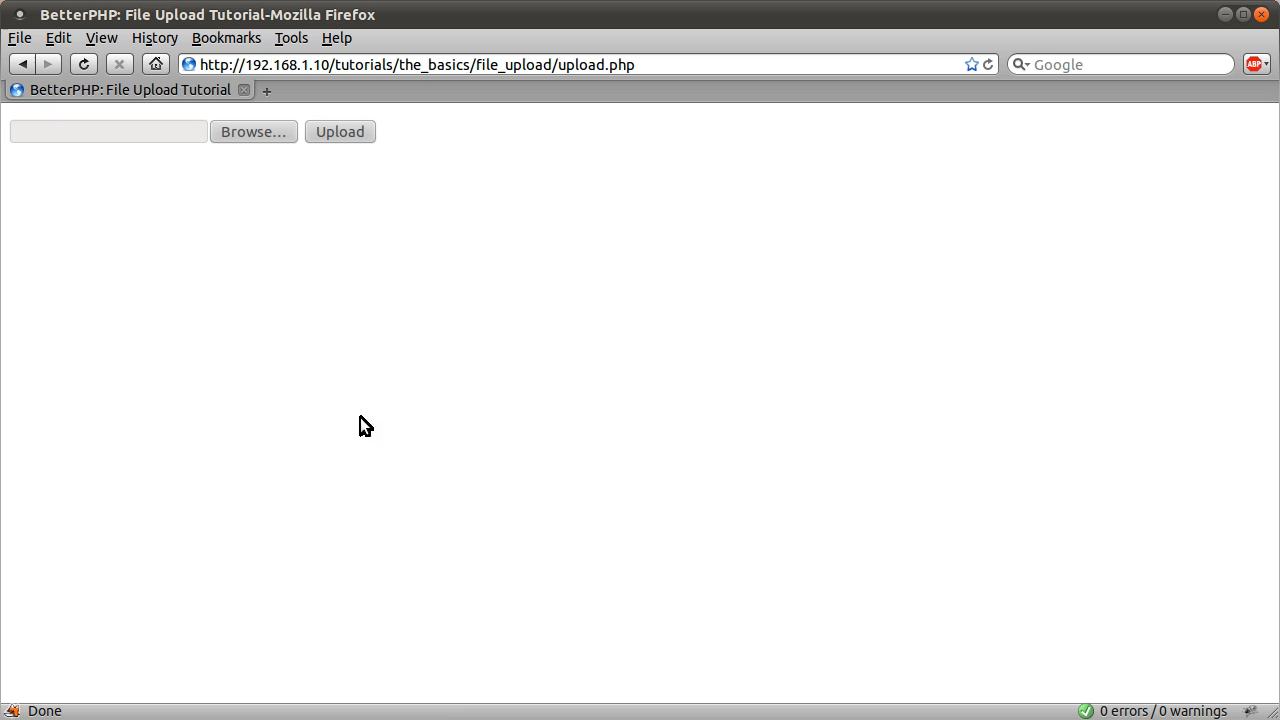 BetterPHP: File Upload Tutorial-Mozilla Firefox
File Edit View History Bookmarks Tools Help
http://192.168.1.10/tutorials/the_basics/file_upload/upload.php Google ABP
BetterPHP: File Upload Tutorial +
Browse... Upload
Done 0 errors / 0 warnings